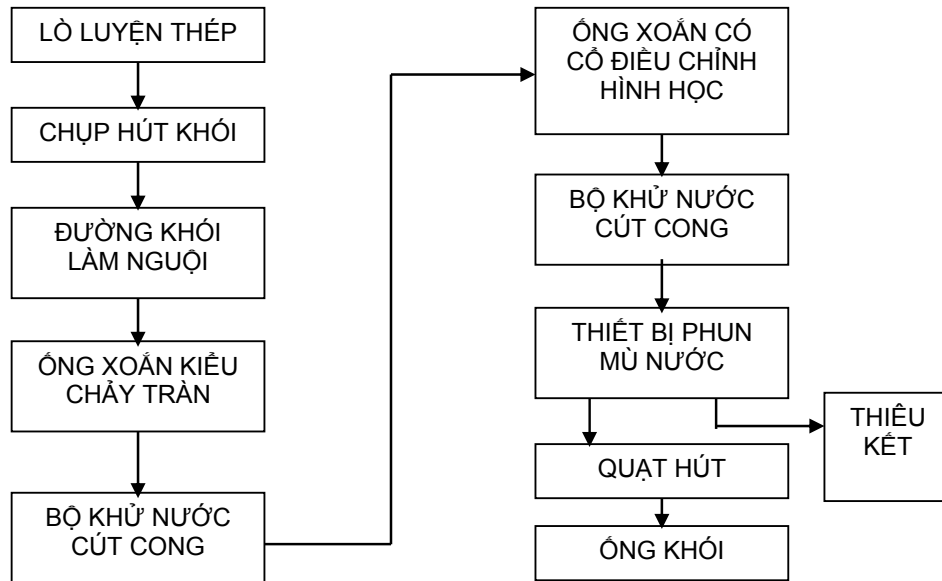 LÒ LUYỆN THÉP
CHỤP HÚT KHÓI
ĐƯỜNG KHÓI
LÀM NGUỘI
ỐNG XOẮN KIỂU
CHẢY TRÀN
BỘ KHỬ NƯỚC
CÚT CONG
ỐNG XOẮN CÓ
CỔ ĐIỀU CHỈNH
HÌNH HỌC
BỘ KHỬ NƯỚC
CÚT CONG
THIẾT BỊ PHUN
MÙ NƯỚC
THIÊU
KẾT
QUẠT HÚT
ỐNG KHÓI